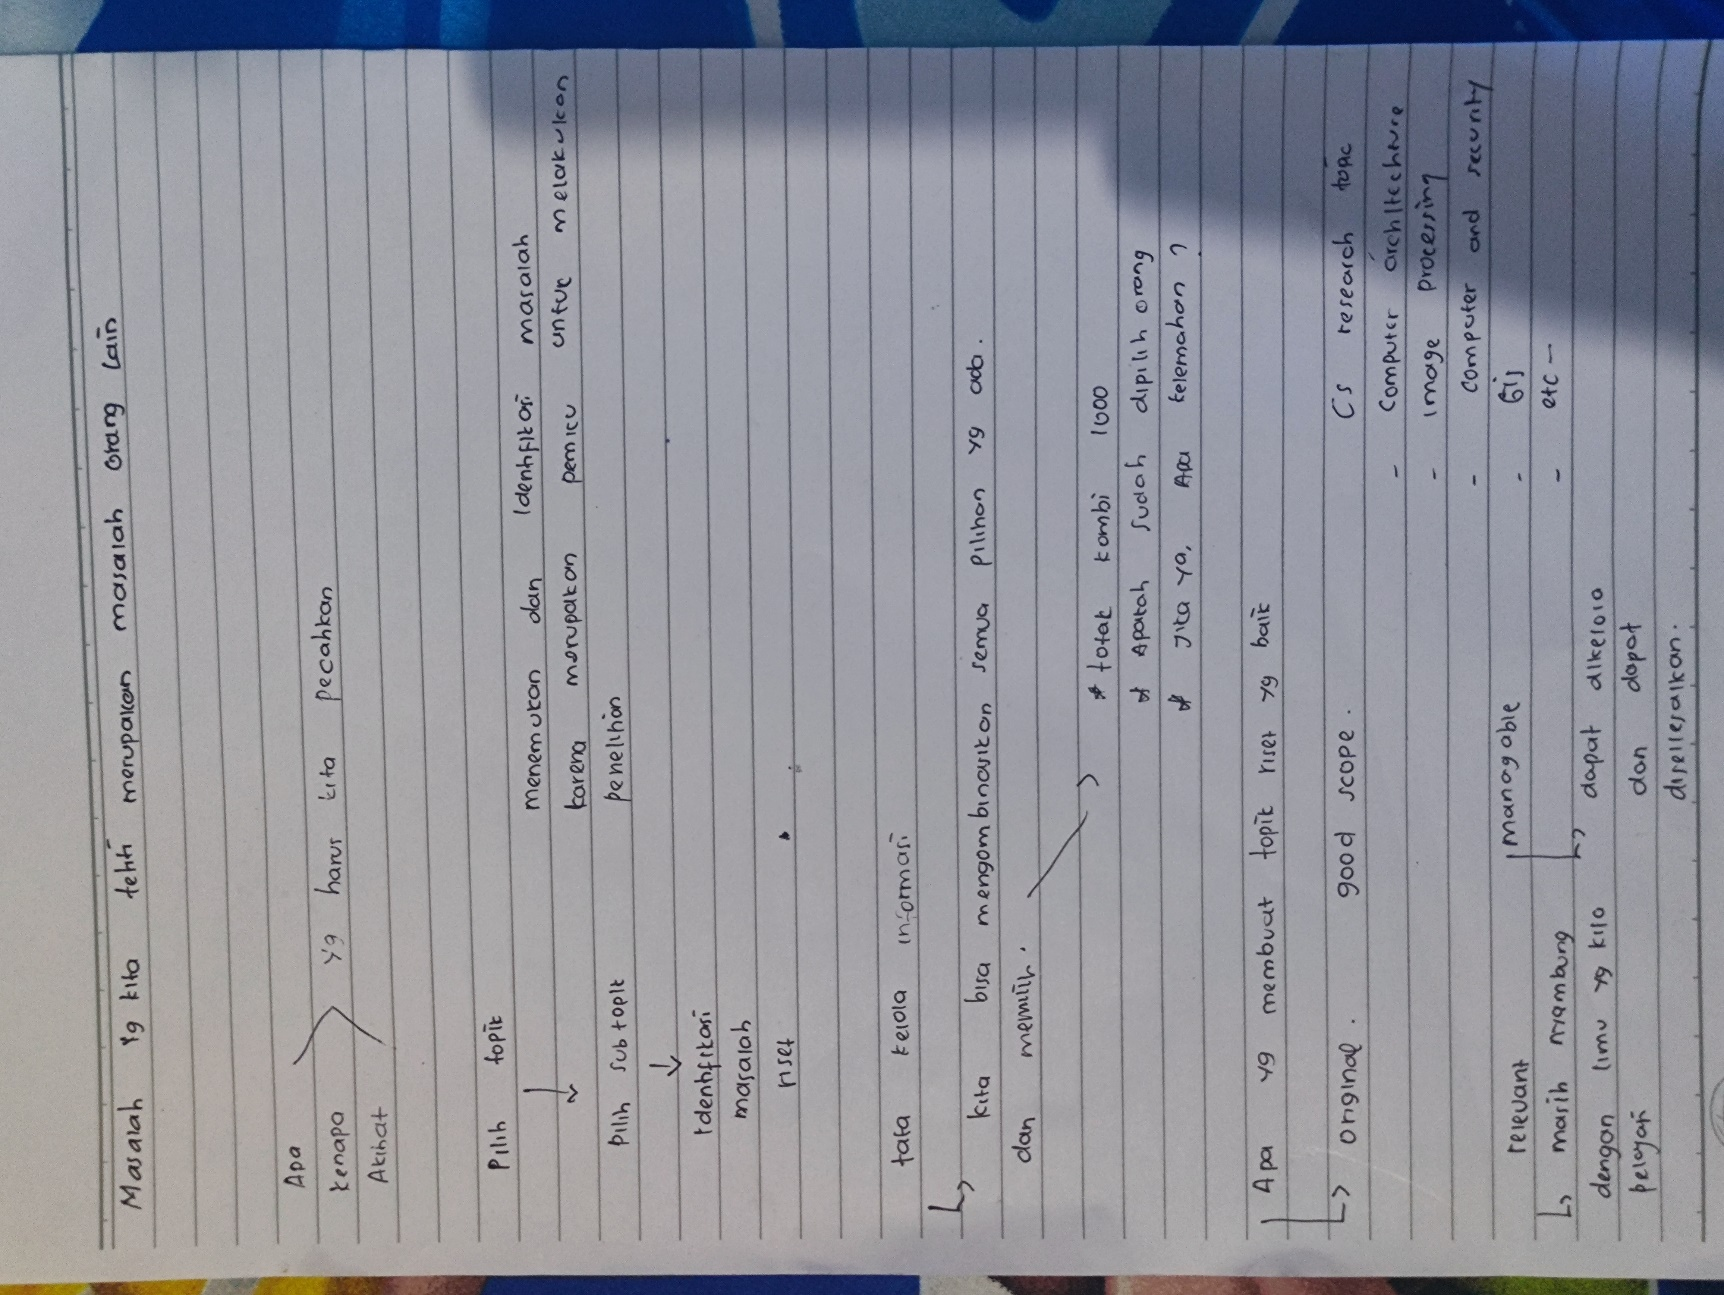 Masalah yg kita teliti merupakan masalah orang lain
Apa
Kenapa yg harus kita pecahkan
Akibat
Pilih topik
menemukan dan Identifikasi masalah
karena merupakan pemicu untuk melakukan
penelitian
pilih subtopik
Identifikasi
masalah
riset
tata kelola informasi
kita bisa mengombinasikan semua pilihan yg ada.
dan memilih.
* total kombi 1000
* Apakah sudah dipilih orang
* Jika ya, Apa kelemahan ?
Apa yg membuat topik riset yg baik
original.
good scope.
CS research topic
- Computer architechture
- Image processing
- computer and security
- Gis
- etc -
relevant
manageable
masih nyambung
dengan ilmu yg kita
pelajari
dapat dikelola
dan dapat
diselesaikan.